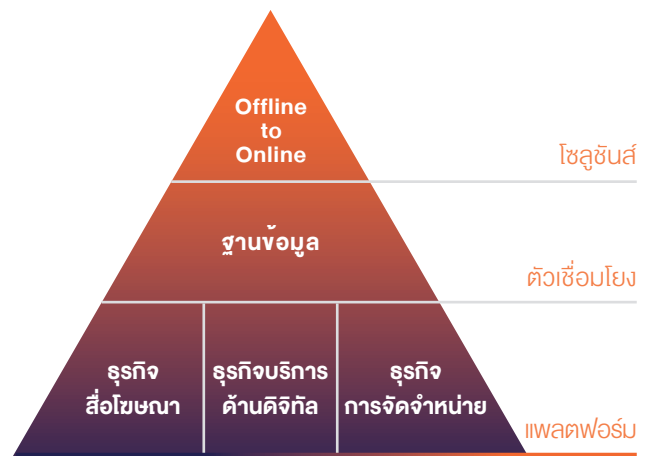 Offline
to
Online
โซลูชันส์
ฐานข้อมูล
ตัวเชื่อมโยง
ธุรกิจ
สื่อโฆษณา
ธุรกิจบริการ
ด้านดิจิทัล
ธุรกิจ
การจัดจำหน่าย
แพลตฟอร์ม